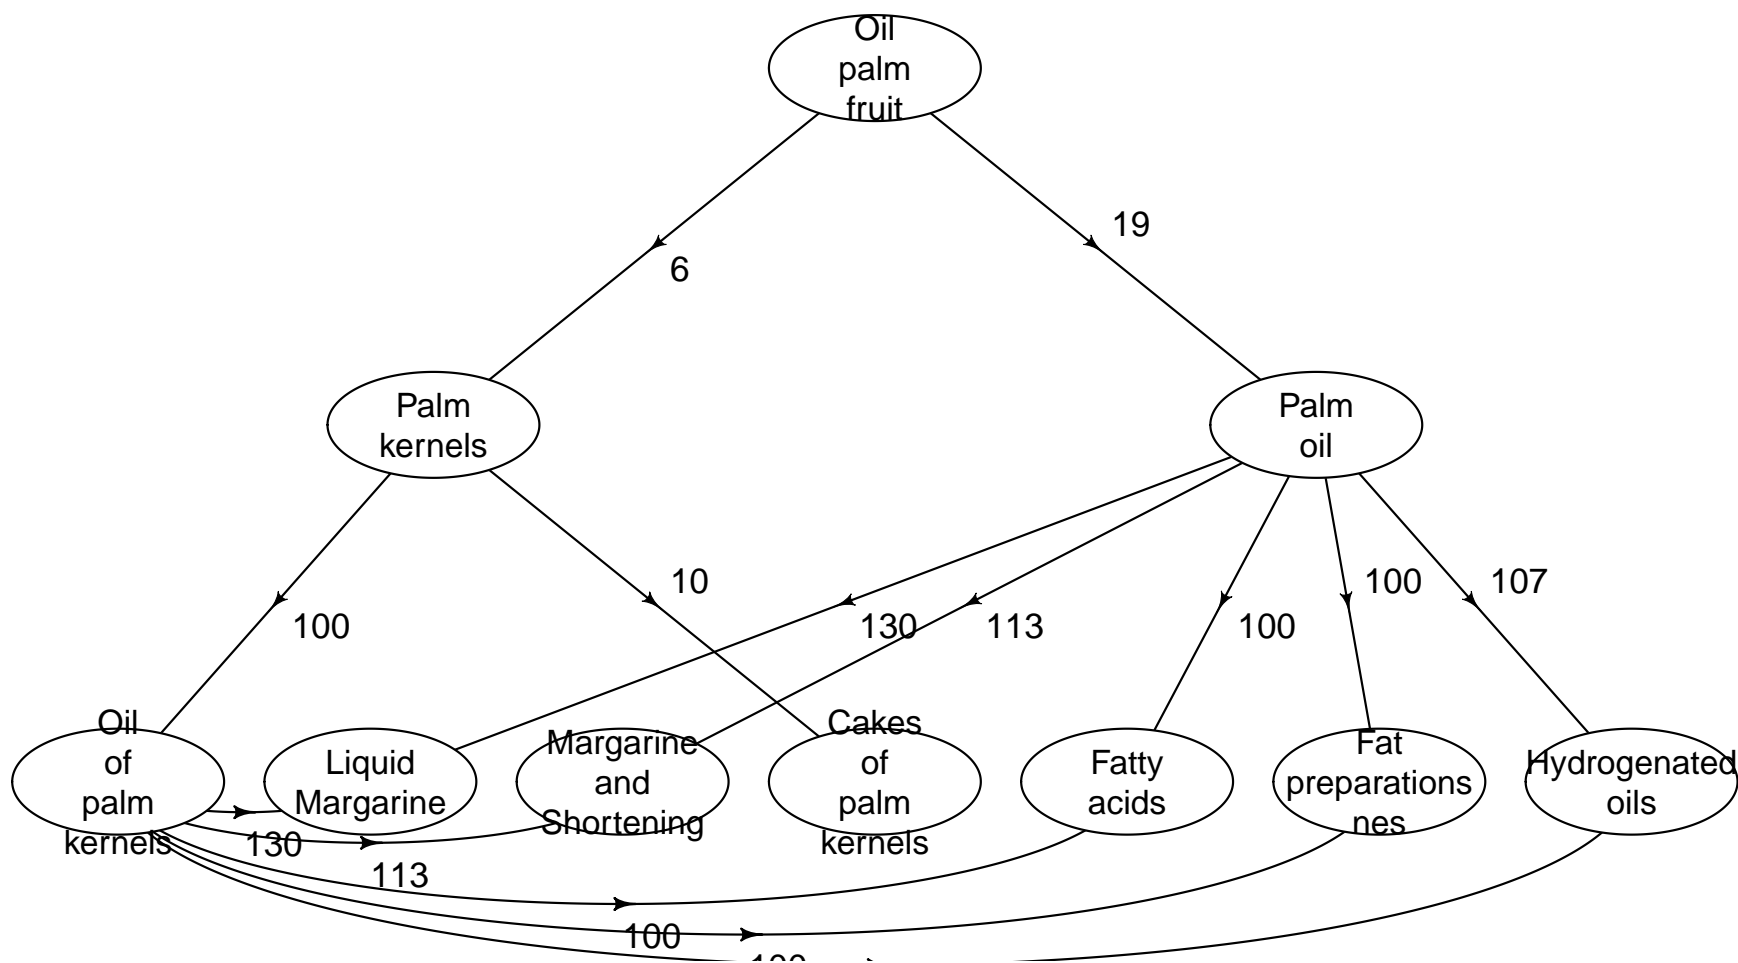 Oil
palm
fruit
19
6
Palm
kernels
Palm
oil
10
100
107
100
130
113
100
Oil
of
palm
kernels
Liquid
Margarine
Margarine
and
Shortening
Cakes
of
palm
kernels
Fatty
acids
Fat
preparations
nes
Hydrogenated
oils
130
113
100
100